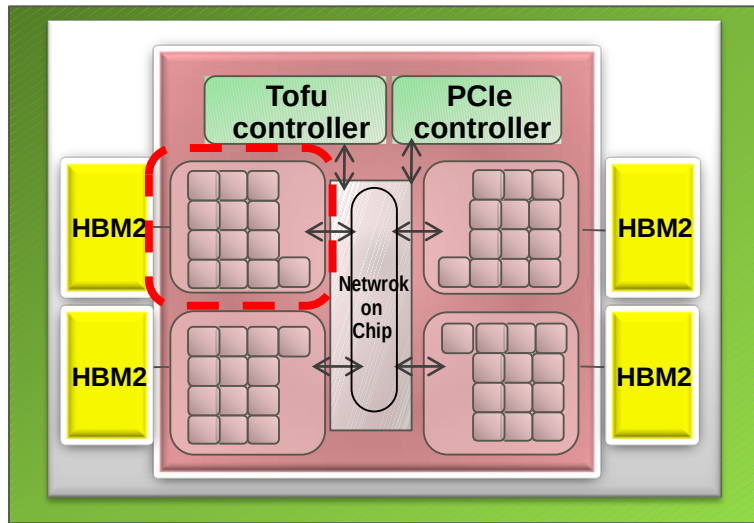 Tofu
controller
PCIe
controller
HBM2
HBM2
Netwrok
on
Chip
HBM2
HBM2